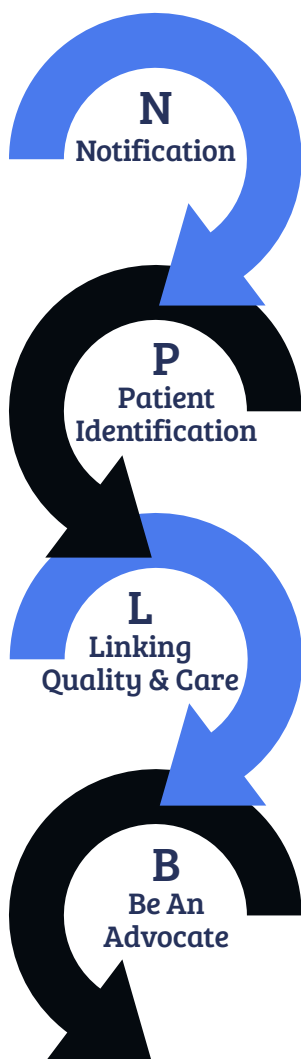 N
Notification
P
Patient
Identification
L
Linking
Quality & Care
B
Be An
Advocate